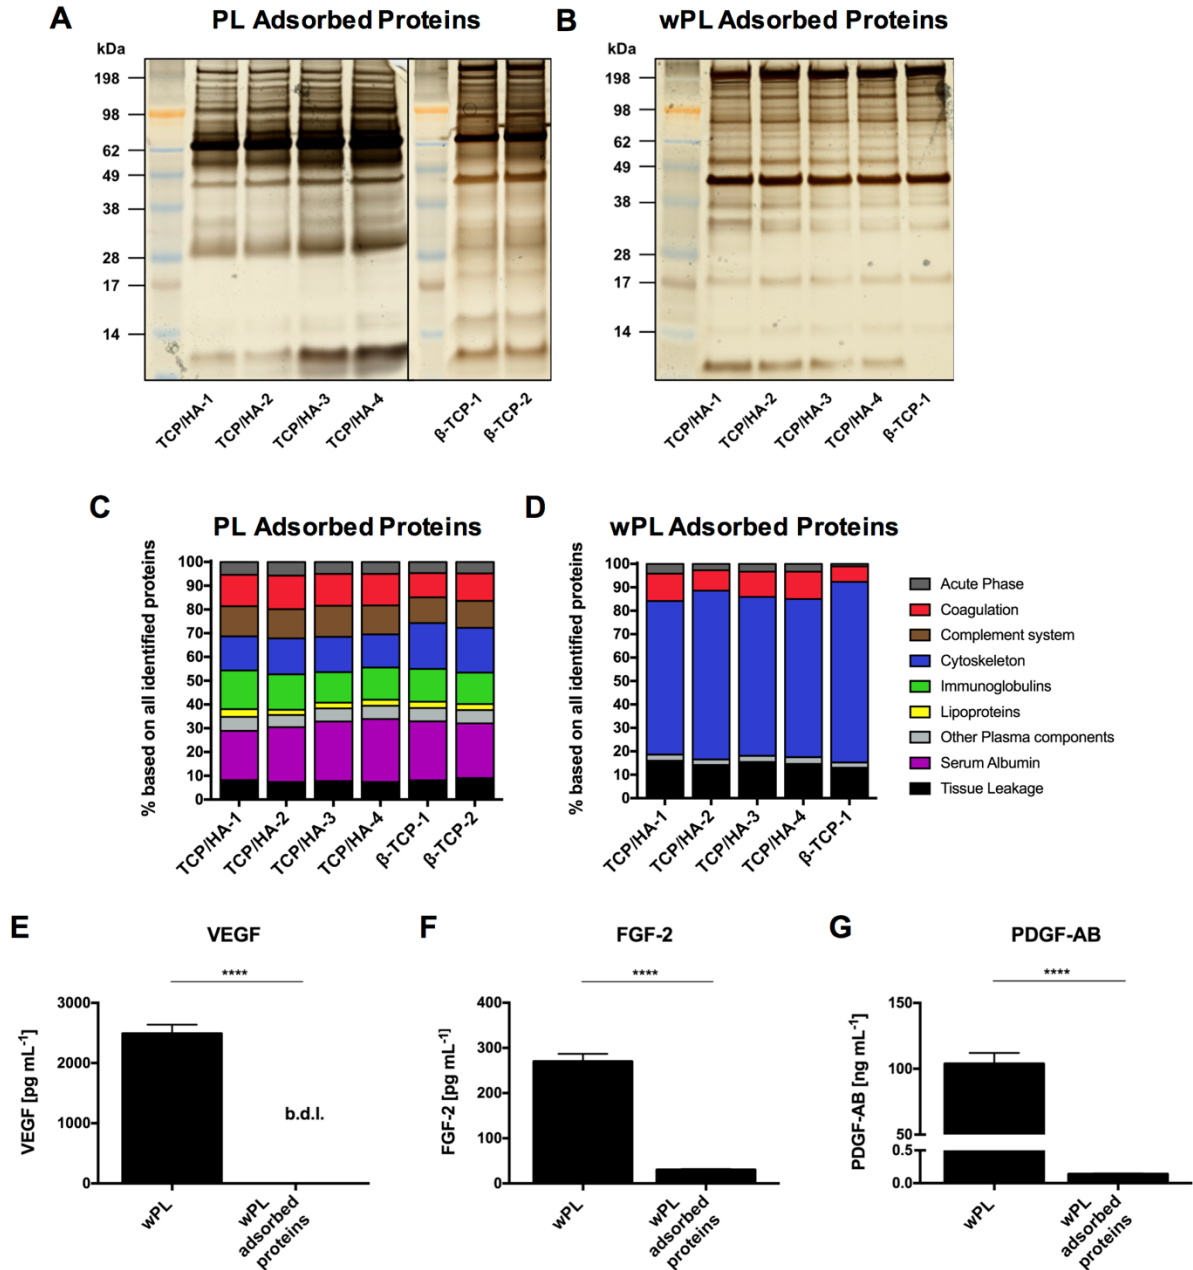 A
PL Adsorbed Proteins
kDa
198
98
62
49
38
28
17
14
TCP/HA-1
TCP/HA-2
TCP/HA-3
TCP/HA-4
β-TCP-1
β-TCP-2
B
wPL Adsorbed Proteins
kDa
198
98
62
49
38
28
17
14
TCP/HA-1
TCP/HA-2
TCP/HA-3
TCP/HA-4
β-TCP-1
C
PL Adsorbed Proteins
% based on all identified proteins
100
90
80
70
60
50
40
30
20
10
0
TCP/HA-1
TCP/HA-2
TCP/HA-3
TCP/HA-4
β-TCP-1
β-TCP-2
D
wPL Adsorbed Proteins
% based on all identified proteins
100
90
80
70
60
50
40
30
20
10
0
TCP/HA-1
TCP/HA-2
TCP/HA-3
TCP/HA-4
β-TCP-1
Acute Phase
Coagulation
Complement system
Cytoskeleton
Immunoglobulins
Lipoproteins
Other Plasma components
Serum Albumin
Tissue Leakage
E
VEGF
****
VEGF [pg mL⁻¹]
3000
2000
1000
0
b.d.l.
wPL
wPL
adsorbed
proteins
F
FGF-2
****
FGF-2 [pg mL⁻¹]
400
300
200
100
0
wPL
wPL
adsorbed
proteins
G
PDGF-AB
****
PDGF-AB [ng mL⁻¹]
150
100
50
0.5
0.0
wPL
wPL
adsorbed
proteins